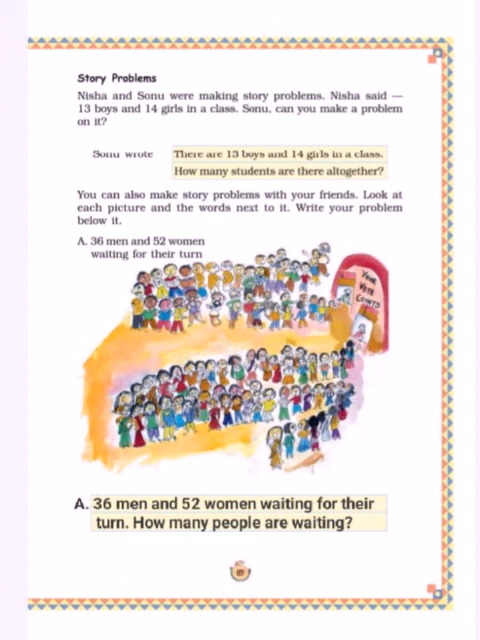 Story Problems
Nisha and Sonu were making story problems. Nisha said —
13 boys and 14 girls in a class. Sonu, can you make a problem
on it?
Sonu wrote There are 13 boys and 14 girls in a class.
How many students are there altogether?
You can also make story problems with your friends. Look at
each picture and the words next to it. Write your problem
below it.
A. 36 men and 52 women
waiting for their turn
YOUR
VOTE
COUNTS
A. 36 men and 52 women waiting for their
turn. How many people are waiting?